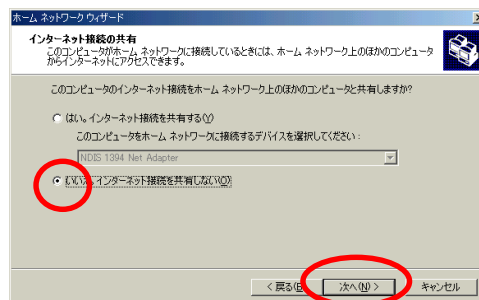 ホーム ネットワーク ウィザード
インターネット接続の共有
このコンピュータがホーム ネットワークに接続しているときには、ホーム ネットワーク上のほかのコンピュータ
からインターネットにアクセスできます。
このコンピュータのインターネット接続をホーム ネットワーク上のほかのコンピュータと共有しますか?
はい。インターネット接続を共有する(Y)
このコンピュータをホーム ネットワークに接続するデバイスを選択してください:
NDIS 1394 Net Adapter
いいえ。インターネット接続を共有しない(O)
< 戻る(B) 次へ(N) > キャンセル